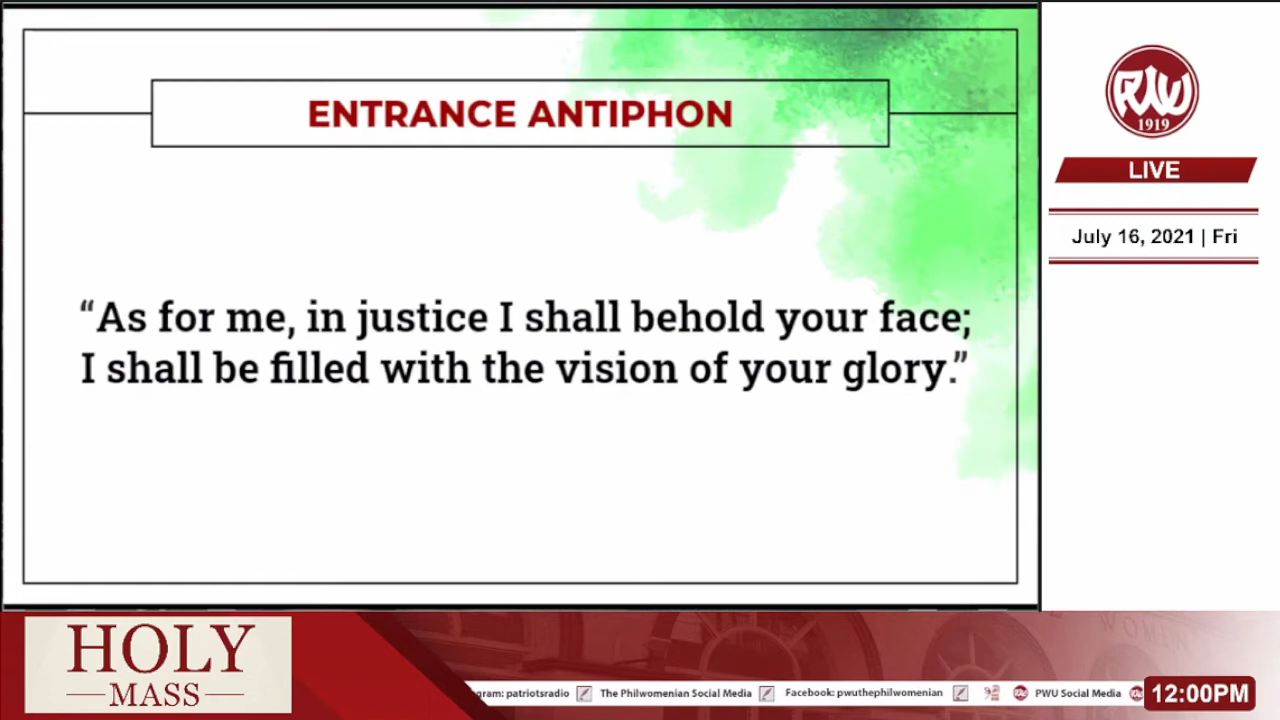 ENTRANCE ANTIPHON
“As for me, in justice I shall behold your face;
I shall be filled with the vision of your glory.”
PWU
1919
LIVE
July 16, 2021 | Fri
HOLY
MASS
gram: patriotsradio The Philwomenian Social Media Facebook: pwuthephilwomenian PWU Social Media
12:00PM